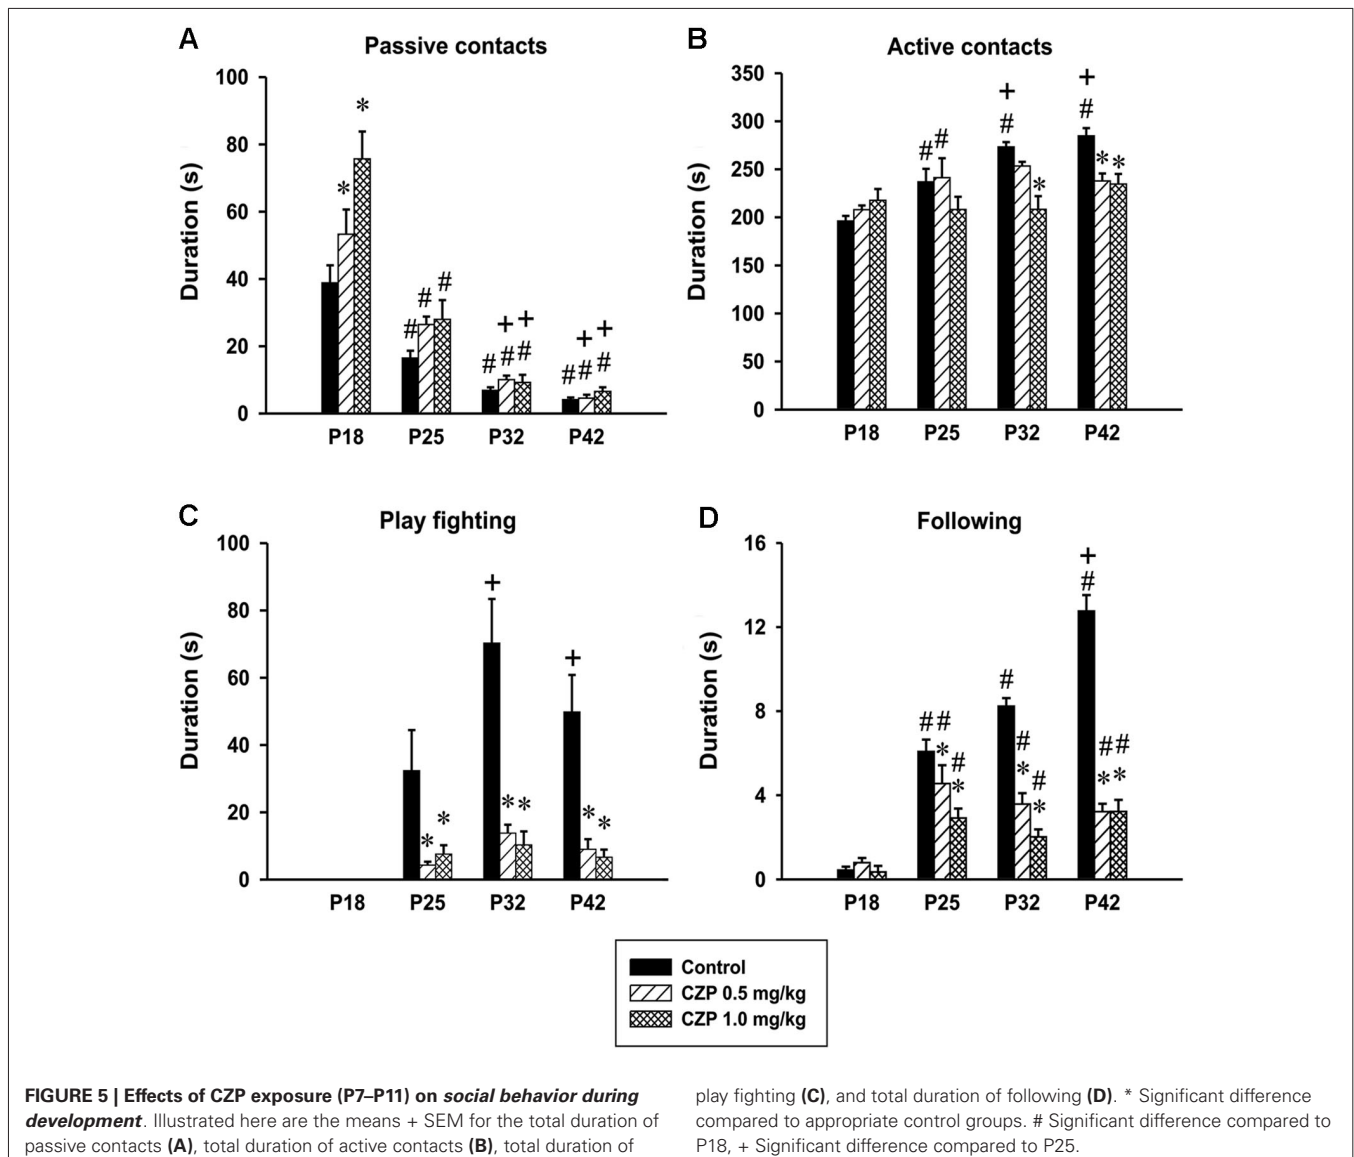 A
Passive contacts
100
80
60
40
20
0
Duration (s)
*
*
# # #
# # #
+ +
# # #
+ +
P18 P25 P32 P42
B
Active contacts
350
300
250
200
150
100
50
0
Duration (s)
# #
+
#
*
+
#
* *
P18 P25 P32 P42
C
Play fighting
100
80
60
40
20
0
Duration (s)
* *
+
* *
+
* *
P18 P25 P32 P42
D
Following
16
12
8
4
0
Duration (s)
# # #
* *
# # #
* *
+
# # #
* *
P18 P25 P32 P42
Control
CZP 0.5 mg/kg
CZP 1.0 mg/kg
FIGURE 5 | Effects of CZP exposure (P7–P11) on social behavior during
development. Illustrated here are the means + SEM for the total duration of
passive contacts (A), total duration of active contacts (B), total duration of
play fighting (C), and total duration of following (D). * Significant difference
compared to appropriate control groups. # Significant difference compared to
P18, + Significant difference compared to P25.